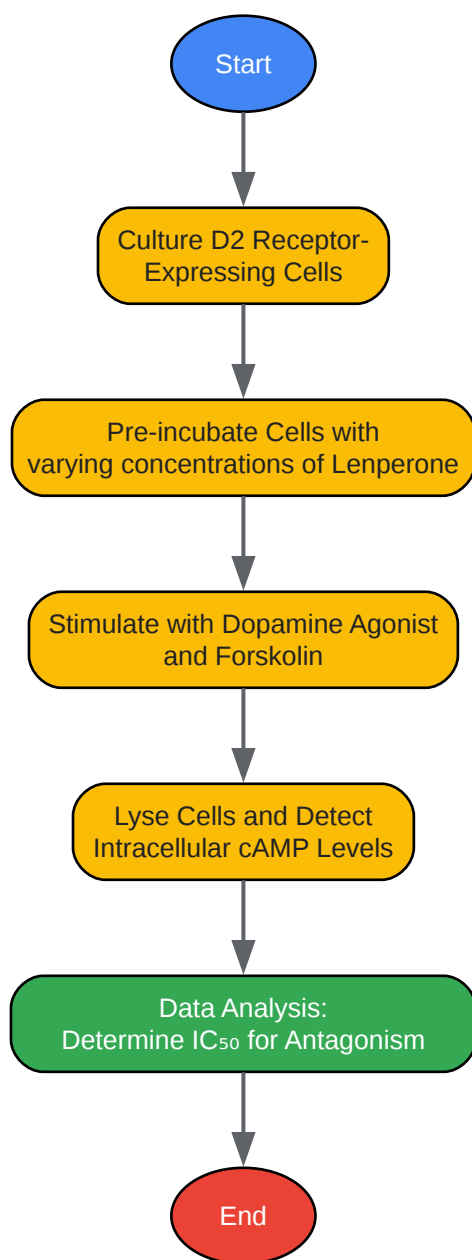 Start
Culture D2 Receptor-
Expressing Cells
Pre-incubate Cells with
varying concentrations of Lenperone
Stimulate with Dopamine Agonist
and Forskolin
Lyse Cells and Detect
Intracellular cAMP Levels
Data Analysis:
Determine IC₅₀ for Antagonism
End